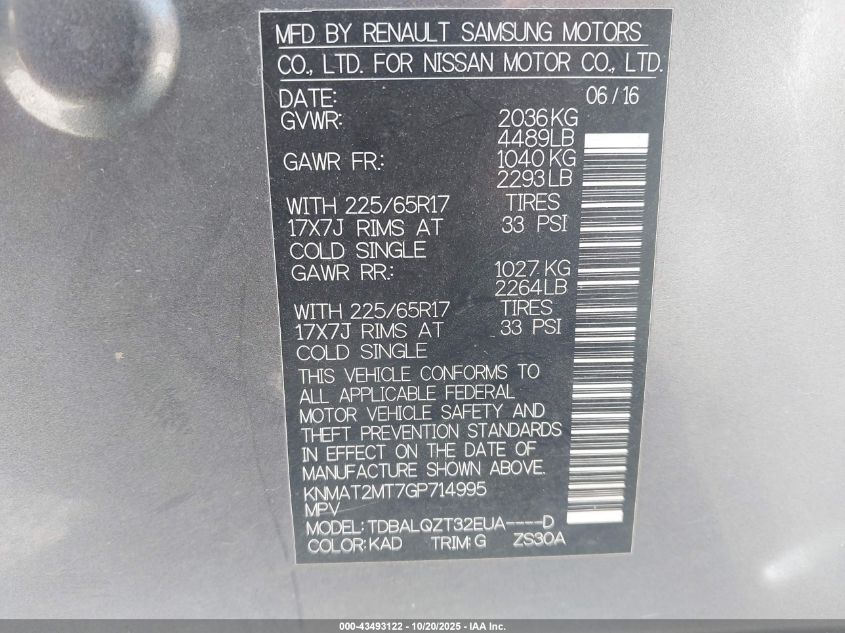 MFD BY RENAULT SAMSUNG MOTORS
CO., LTD. FOR NISSAN MOTOR CO., LTD.
DATE: 06 / 16
GVWR: 2036 KG
4489 LB
GAWR FR.: 1040 KG
2293 LB
WITH 225/65R17 TIRES
17X7J RIMS AT 33 PSI
COLD SINGLE
GAWR RR.: 1027 KG
2264 LB
WITH 225/65R17 TIRES
17X7J RIMS AT 33 PSI
COLD SINGLE
THIS VEHICLE CONFORMS TO
ALL APPLICABLE FEDERAL
MOTOR VEHICLE SAFETY AND
THEFT PREVENTION STANDARDS
IN EFFECT ON THE DATE OF
MANUFACTURE SHOWN ABOVE.
KNMAT2MT7GP714995
MPV
MODEL: TDBALQZT32EUA----D
COLOR: KAD TRIM: G ZS30A
000-43493122 - 10/20/2025 - IAA Inc.